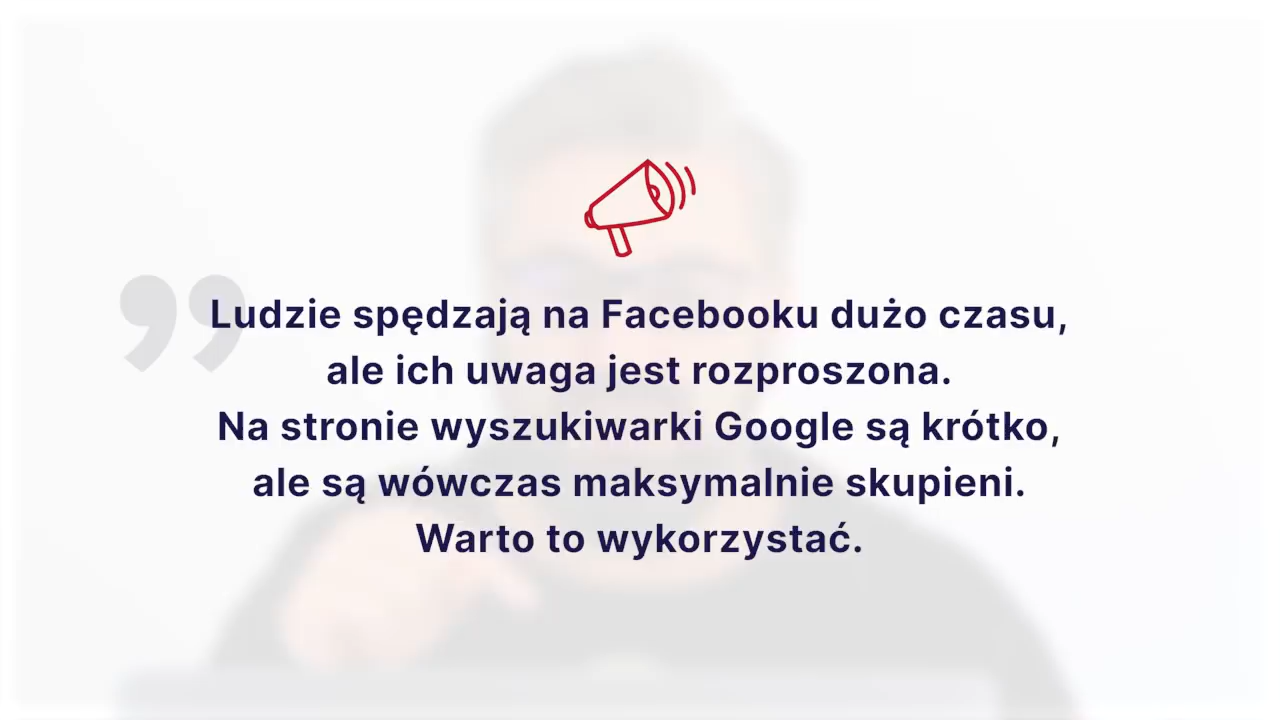 Ludzie spędzają na Facebooku dużo czasu,
ale ich uwaga jest rozproszona.
Na stronie wyszukiwarki Google są krótko,
ale są wówczas maksymalnie skupieni.
Warto to wykorzystać.